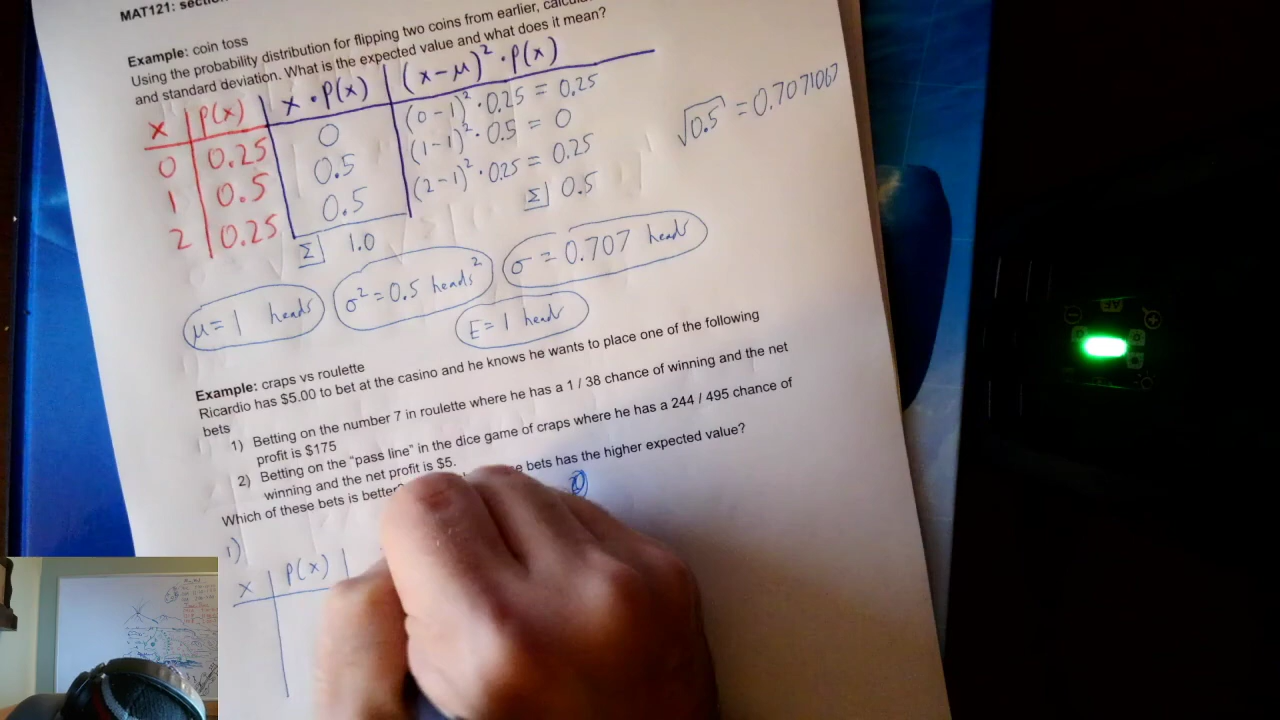 MAT121:
Example: coin toss
Using the probability distribution for flipping two coins from earlier,
and standard deviation. What is the expected value and what does it mean?
x P(x) x • P(x) (x-μ)² • P(x)
0 0.25 0 (0-1)² • 0.25 = 0.25
1 0.5 0.5 (1-1)² • 0.5 = 0
2 0.25 0.5 (2-1)² • 0.25 = 0.25
Σ 1.0 Σ 0.5
√0.5 = 0.7071067
μ = 1 heads σ² = 0.5 heads² σ = 0.707 heads
E = 1 head
Example: craps vs roulette
Ricardio has $5.00 to bet at the casino and he knows he wants to place one of the following
bets
1) Betting on the number 7 in roulette where he has a 1 / 38 chance of winning and the net
profit is $175
2) Betting on the “pass line” in the dice game of craps where he has a 244 / 495 chance of
winning and the net profit is $5.
Which of these bets is better? bets has the higher expected value?
1) 2)
x P(x)